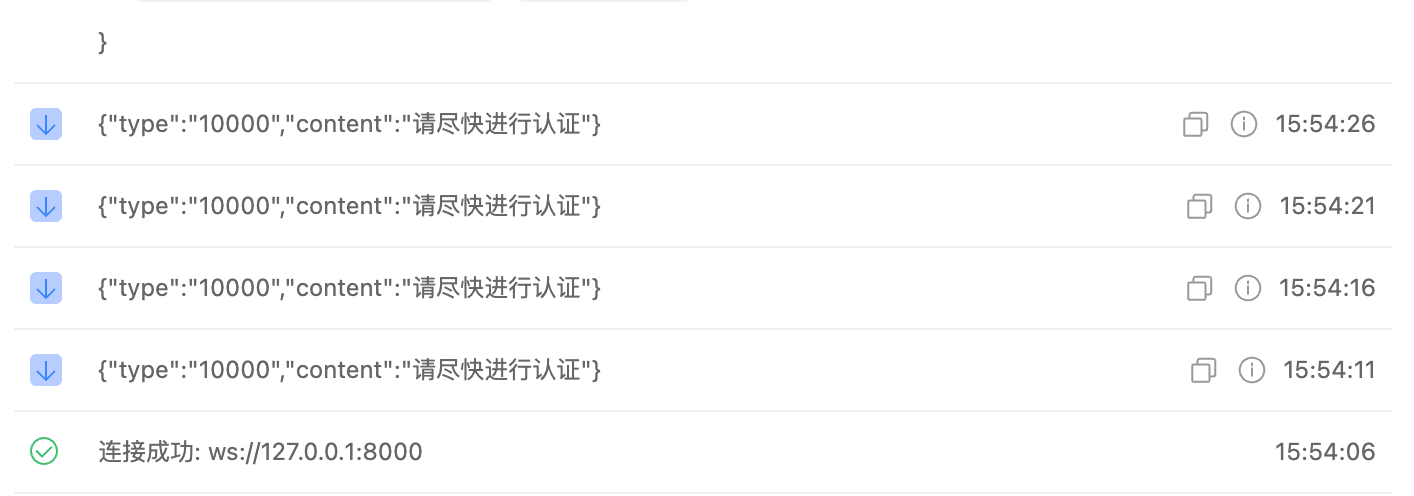 }
{"type":"10000","content":"请尽快进行认证"} 15:54:26
{"type":"10000","content":"请尽快进行认证"} 15:54:21
{"type":"10000","content":"请尽快进行认证"} 15:54:16
{"type":"10000","content":"请尽快进行认证"} 15:54:11
连接成功: ws://127.0.0.1:8000 15:54:06